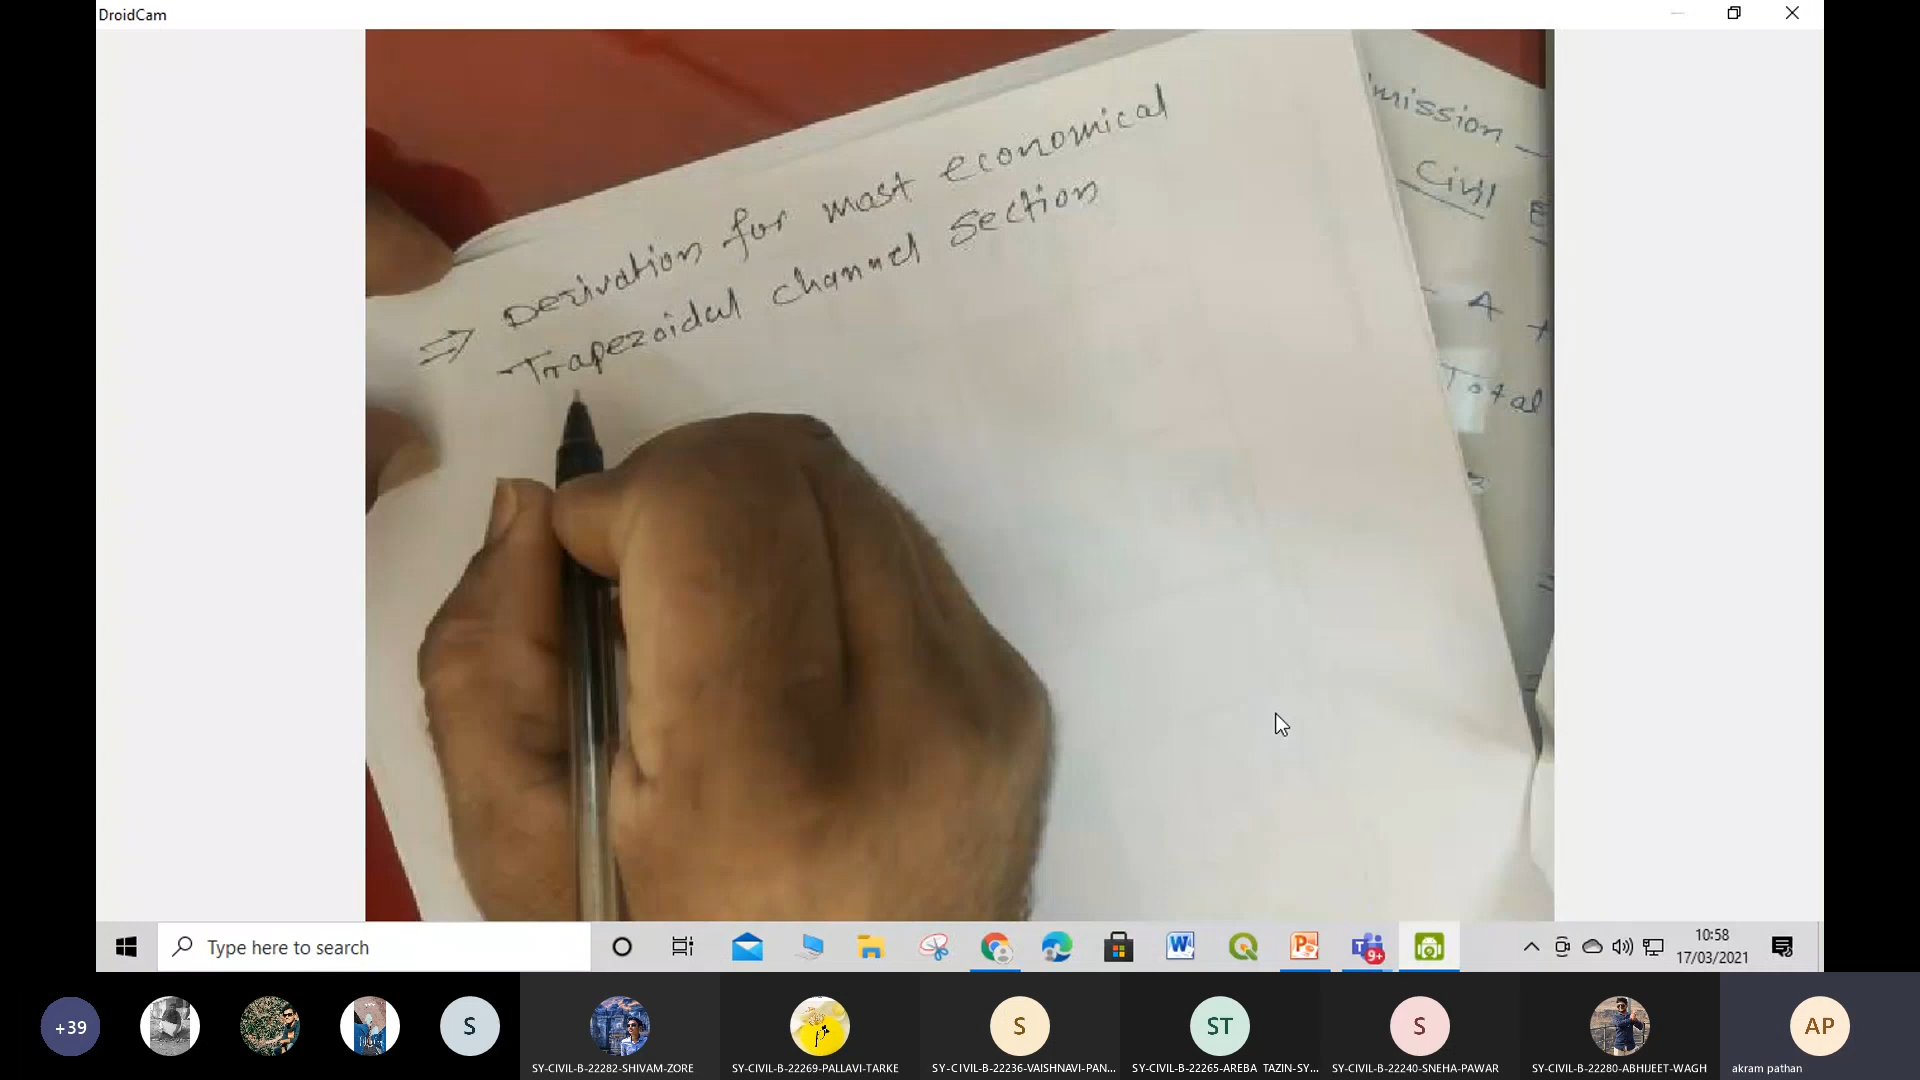 DroidCam
⇒ Derivation for most economical
Trapezoidal channel section
mission
Civil
A +
Total
Type here to search
9+
10:58
17/03/2021
+39
S
S
ST
S
AP
SY-CIVIL-B-22282-SHIVAM-ZORE
SY-CIVIL-B-22269-PALLAVI-TARKE
SY-CIVIL-B-22236-VAISHNAVI-PAN...
SY-CIVIL-B-22265-AREBA TAZIN-SY...
SY-CIVIL-B-22240-SNEHA-PAWAR
SY-CIVIL-B-22280-ABHIJEET-WAGH
akram pathan